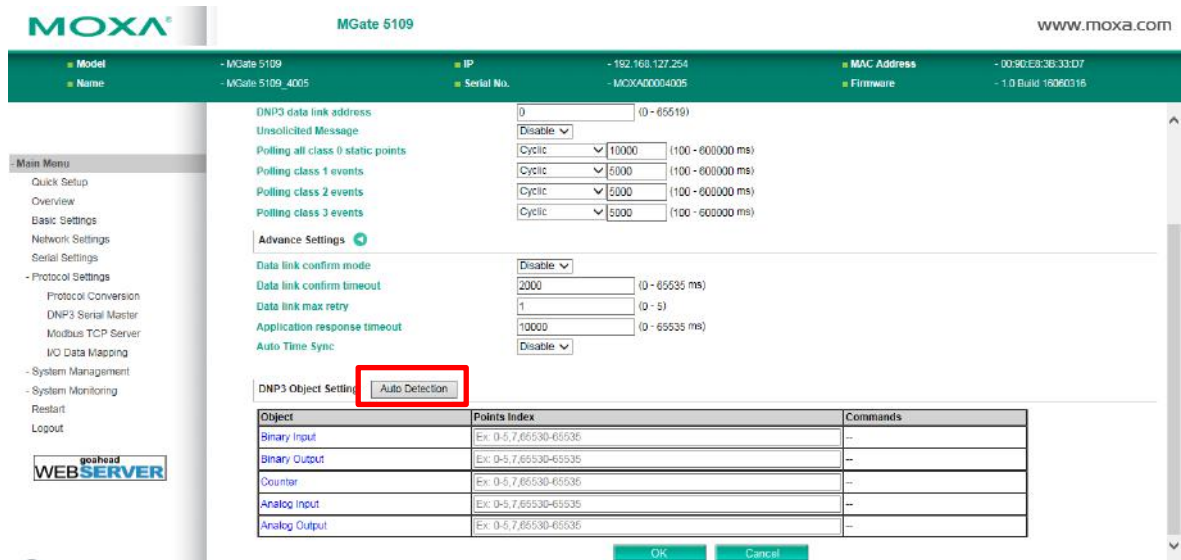 MOXA MGate 5109 www.moxa.com
Model - MGate 5109 IP - 192.168.127.254 MAC Address - 00:90:E8:3B:33:D7
Name - MGate 5109_4005 Serial No. - MOXA00004005 Firmware - 1.0 Build 16060316
- Main Menu
Quick Setup
Overview
Basic Settings
Network Settings
Serial Settings
- Protocol Settings
Protocol Conversion
DNP3 Serial Master
Modbus TCP Server
I/O Data Mapping
- System Management
- System Monitoring
Restart
Logout
goahead
WEBSERVER
DNP3 data link address 0 (0 - 65519)
Unsolicited Message Disable
Polling all class 0 static points Cyclic 10000 (100 - 600000 ms)
Polling class 1 events Cyclic 5000 (100 - 600000 ms)
Polling class 2 events Cyclic 5000 (100 - 600000 ms)
Polling class 3 events Cyclic 5000 (100 - 600000 ms)
Advance Settings
Data link confirm mode Disable
Data link confirm timeout 2000 (0 - 65535 ms)
Data link max retry 1 (0 - 5)
Application response timeout 10000 (0 - 65535 ms)
Auto Time Sync Disable
DNP3 Object Setting Auto Detection
Object Points Index Commands
Binary Input Ex: 0-5,7,65530-65535 --
Binary Output Ex: 0-5,7,65530-65535 --
Counter Ex: 0-5,7,65530-65535 --
Analog Input Ex: 0-5,7,65530-65535 --
Analog Output Ex: 0-5,7,65530-65535 --
OK Cancel